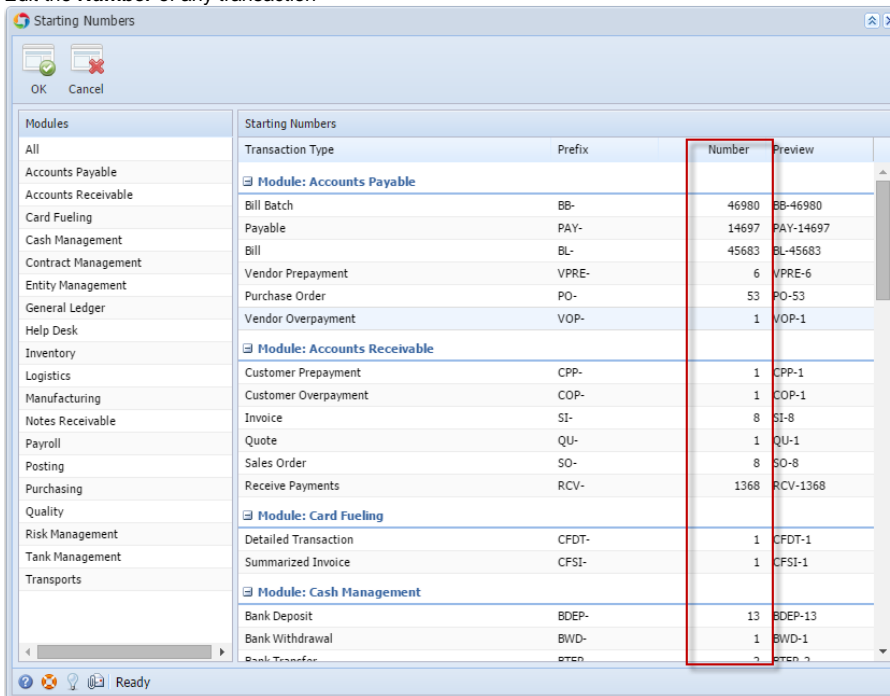 Edit the Number of any transaction
Starting Numbers
OK Cancel
Modules
All
Accounts Payable
Accounts Receivable
Card Fueling
Cash Management
Contract Management
Entity Management
General Ledger
Help Desk
Inventory
Logistics
Manufacturing
Notes Receivable
Payroll
Posting
Purchasing
Quality
Risk Management
Tank Management
Transports
Starting Numbers
Transaction Type Prefix Number Preview
Module: Accounts Payable
Bill Batch BB- 46980 BB-46980
Payable PAY- 14697 PAY-14697
Bill BL- 45683 BL-45683
Vendor Prepayment VPRE- 6 VPRE-6
Purchase Order PO- 53 PO-53
Vendor Overpayment VOP- 1 VOP-1
Module: Accounts Receivable
Customer Prepayment CPP- 1 CPP-1
Customer Overpayment COP- 1 COP-1
Invoice SI- 8 SI-8
Quote QU- 1 QU-1
Sales Order SO- 8 SO-8
Receive Payments RCV- 1368 RCV-1368
Module: Card Fueling
Detailed Transaction CFDT- 1 CFDT-1
Summarized Invoice CFSI- 1 CFSI-1
Module: Cash Management
Bank Deposit BDEP- 13 BDEP-13
Bank Withdrawal BWD- 1 BWD-1
Bank Transfer BTFR- 2 BTFR-2
Ready